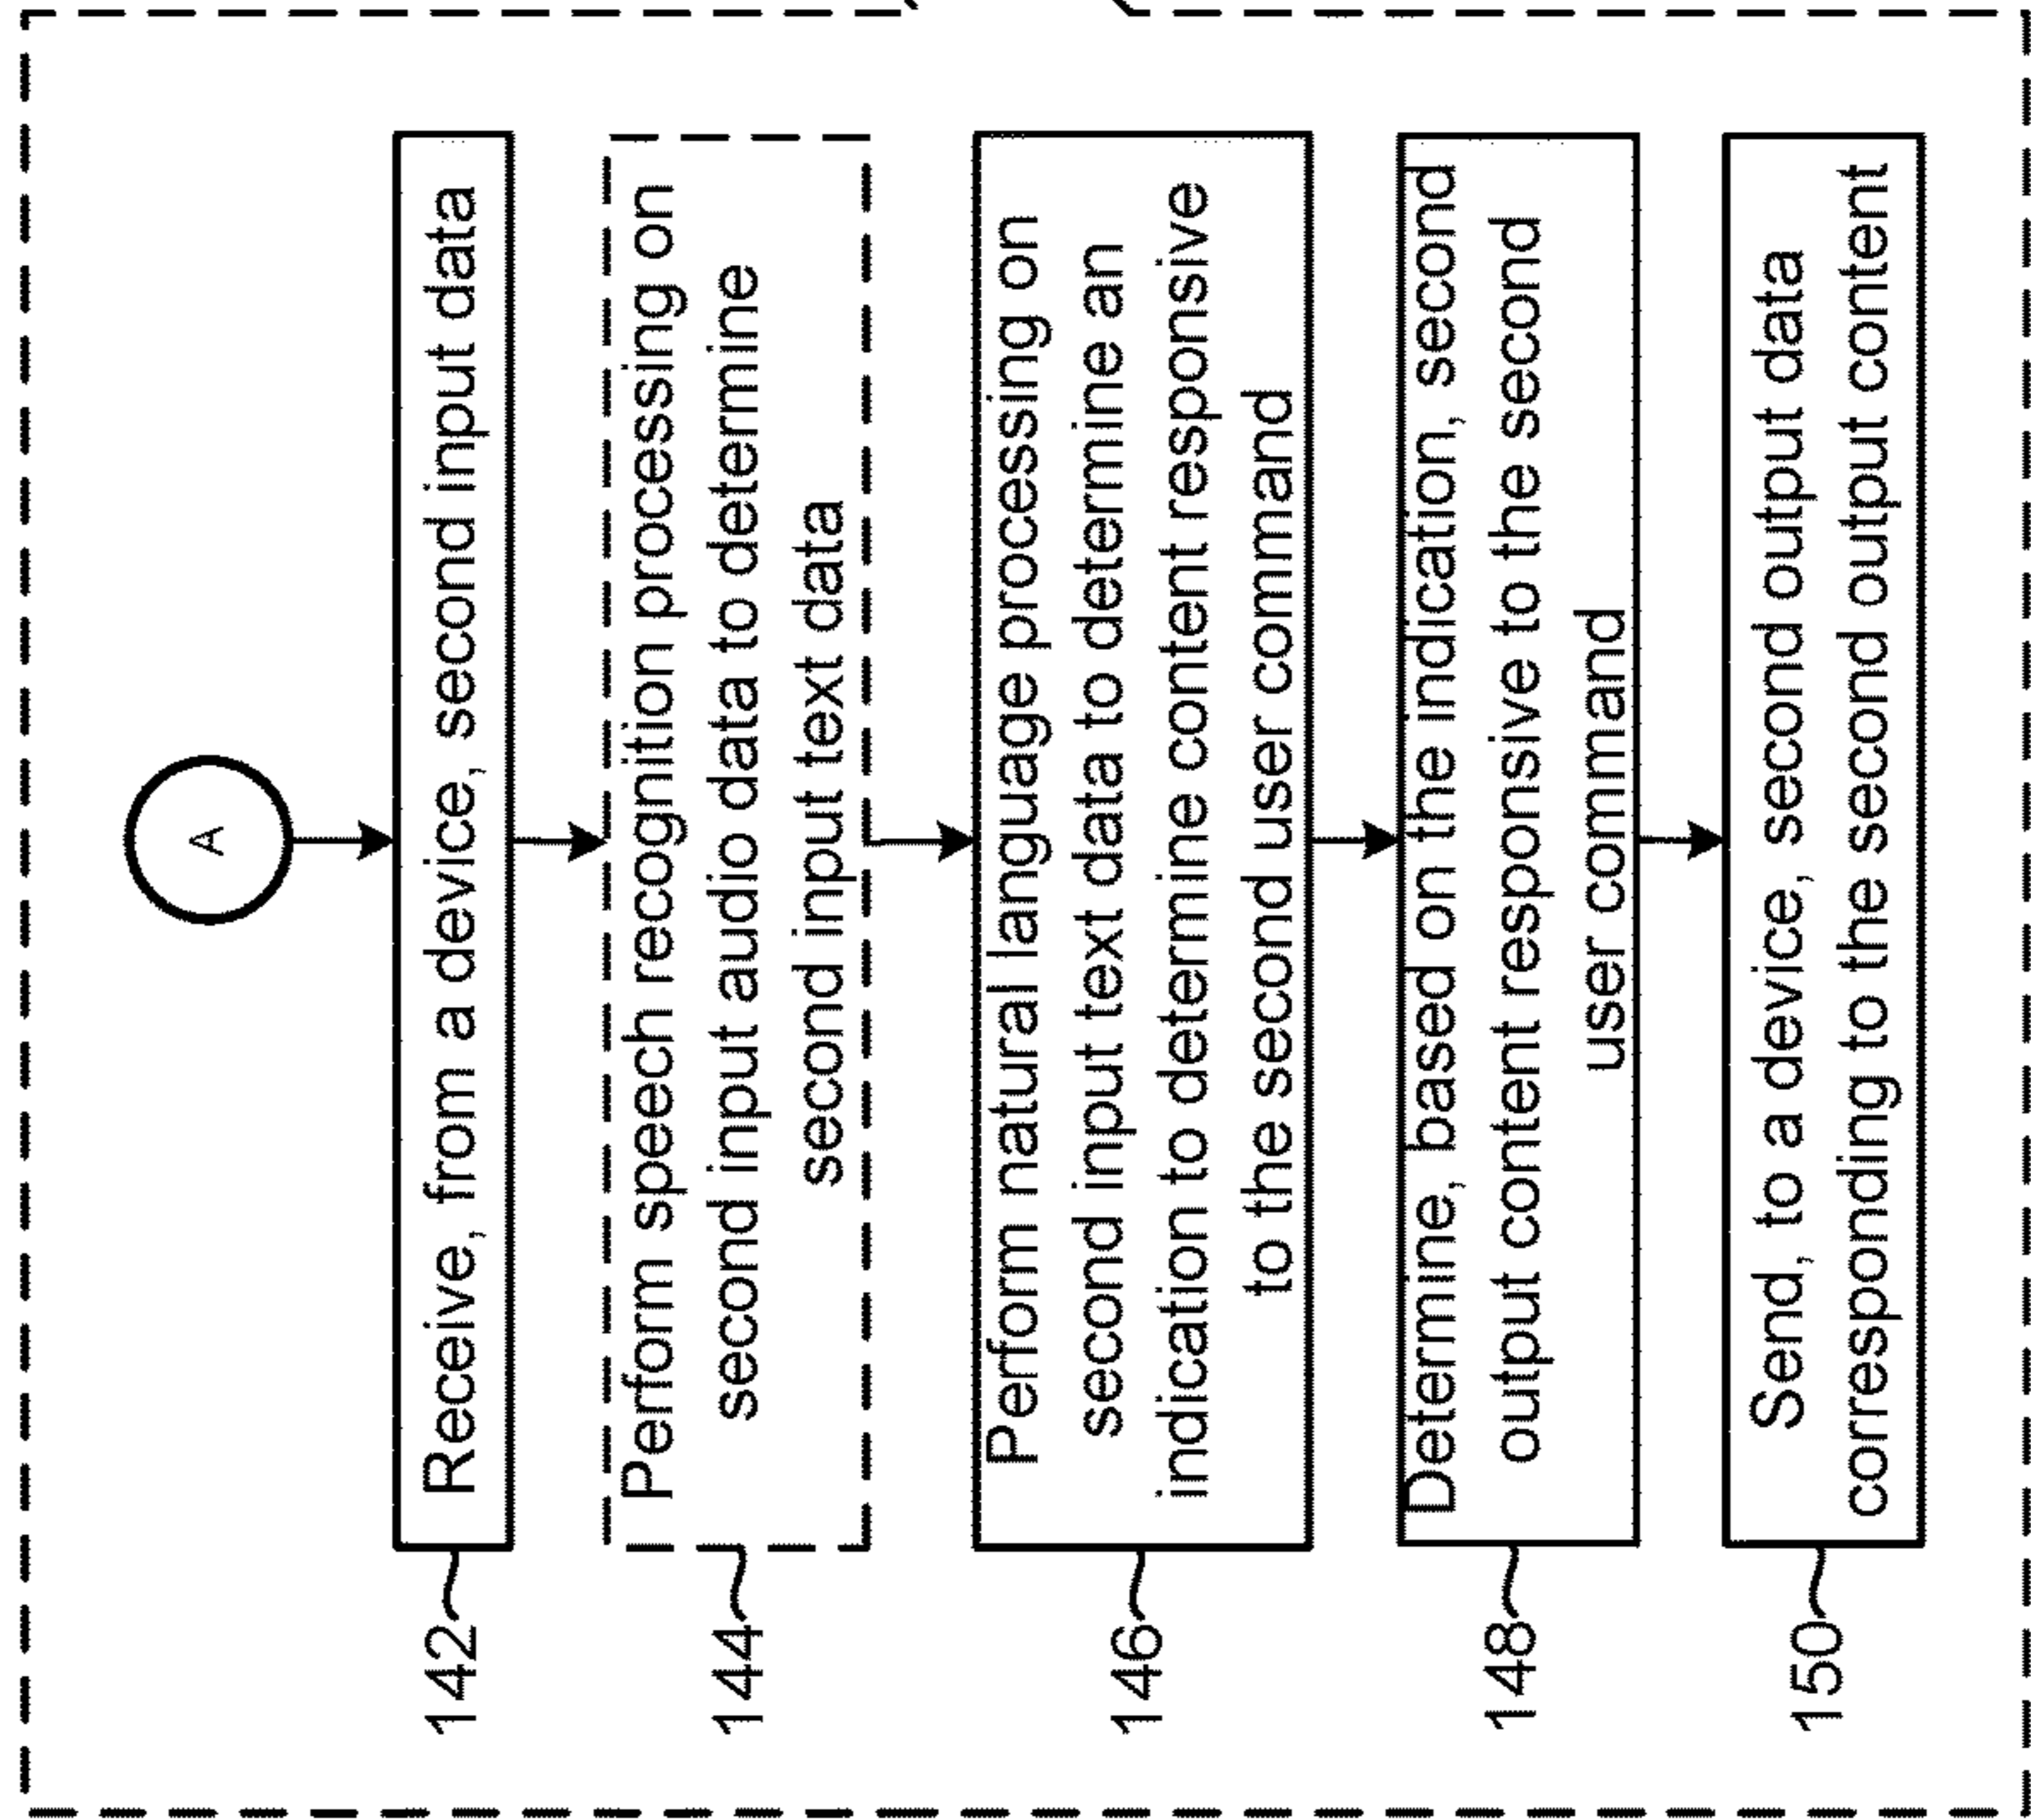 A
142
Receive, from a device, second input data
144
Perform speech recognition processing on
second input audio data to determine
second input text data
146
Perform natural language processing on
second input text data to determine an
indication to determine content responsive
to the second user command
148
Determine, based on the indication, second
output content responsive to the second
user command
150
Send, to a device, second output data
corresponding to the second output content